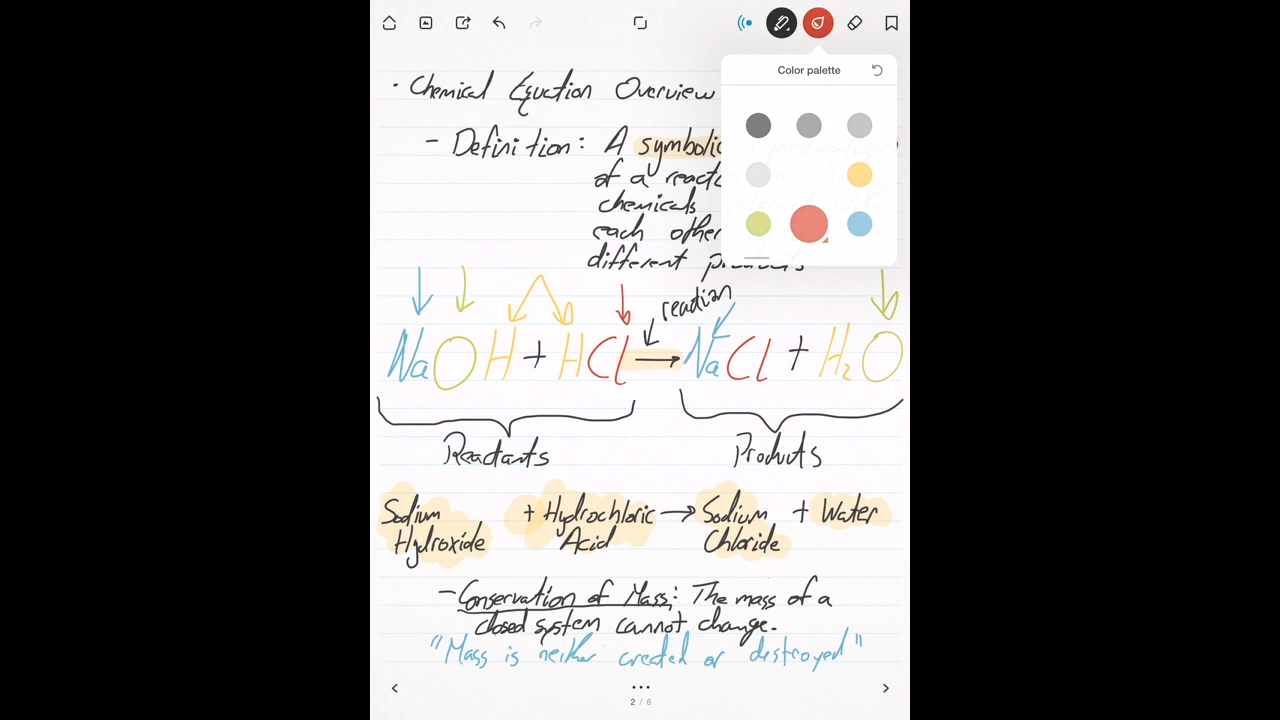 Color palette
· Chemical Equation Overview
- Definition: A symbolic
of a react
chemicals
each other
different products
reaction
NaOH + HCl → NaCl + H₂O
Reactants
Products
Sodium + Hydrochloric → Sodium + Water
Hydroxide Acid Chloride
- Conservation of Mass: The mass of a
closed system cannot change.
"Mass is neither created or destroyed"
2 / 6